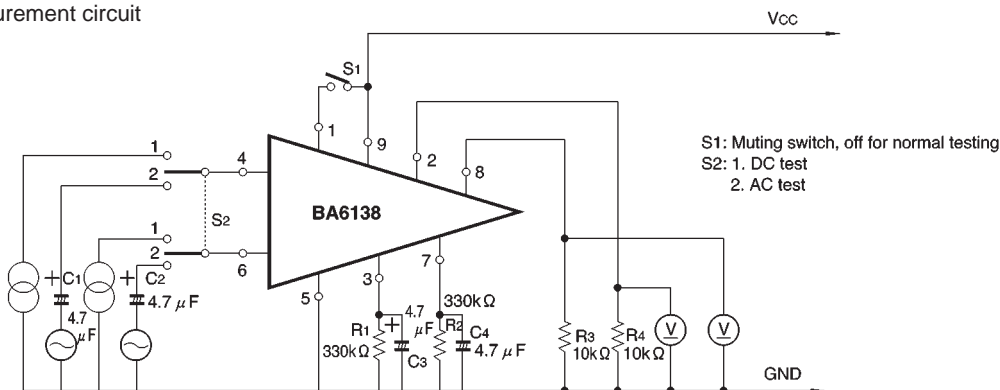 urement circuit
VCC
S1
1
9
2
8
S1: Muting switch, off for normal testing
S2: 1. DC test
2. AC test
1
2
4
BA6138
S2
1
2
6
3
7
5
+ C1
4.7
μF
+ C2
4.7 μF
330kΩ
R1
330kΩ
+
4.7
μF
C3
R2
C4
4.7 μF
R3
10kΩ
R4
10kΩ
V
V
GND